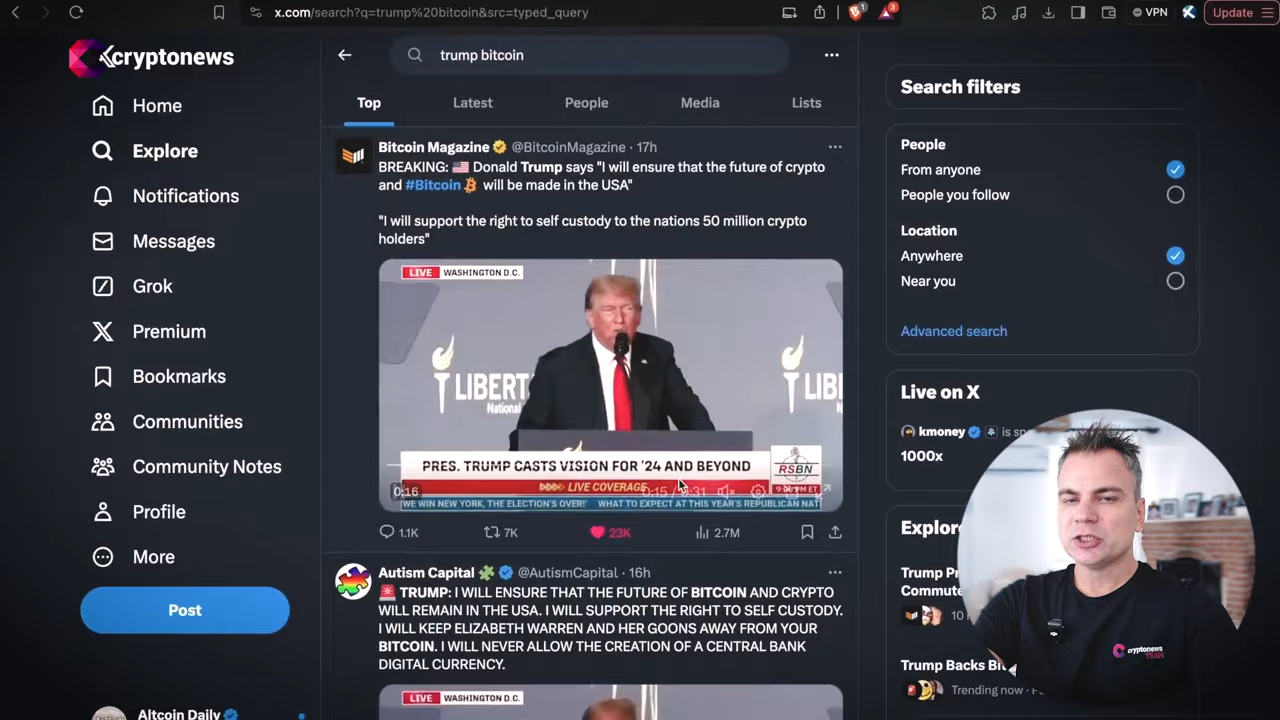 x.com/search?q=trump%20bitcoin&src=typed_query
1
3
VPN
Update
cryptonews
Home
Explore
Notifications
Messages
Grok
Premium
Bookmarks
Communities
Community Notes
Profile
More
Post
Altcoin Daily
trump bitcoin
Top
Latest
People
Media
Lists
Bitcoin Magazine @BitcoinMagazine · 17h
BREAKING: 🇺🇸 Donald Trump says "I will ensure that the future of crypto
and #Bitcoin will be made in the USA"
"I will support the right to self custody to the nations 50 million crypto
holders"
LIVE WASHINGTON D.C.
LIBERT
National
LIB
Nation
PRES. TRUMP CASTS VISION FOR '24 AND BEYOND
RSBN
LIVE COVERAGE
0:16
WE WIN NEW YORK, THE ELECTION'S OVER! WHAT TO EXPECT AT THIS YEAR'S REPUBLICAN NAT
1.1K
7K
23K
2.7M
Autism Capital 🧩 @AutismCapital · 16h
🚨 TRUMP: I WILL ENSURE THAT THE FUTURE OF BITCOIN AND CRYPTO
WILL REMAIN IN THE USA. I WILL SUPPORT THE RIGHT TO SELF CUSTODY.
I WILL KEEP ELIZABETH WARREN AND HER GOONS AWAY FROM YOUR
BITCOIN. I WILL NEVER ALLOW THE CREATION OF A CENTRAL BANK
DIGITAL CURRENCY.
LIVE WASHINGTON D.C.
Search filters
People
From anyone
People you follow
Location
Anywhere
Near you
Advanced search
Live on X
kmoney is sp
1000x
Explore
Trump Pr
Commute
10
Trump Backs Bit
Trending now ·
cryptonews
TEAM